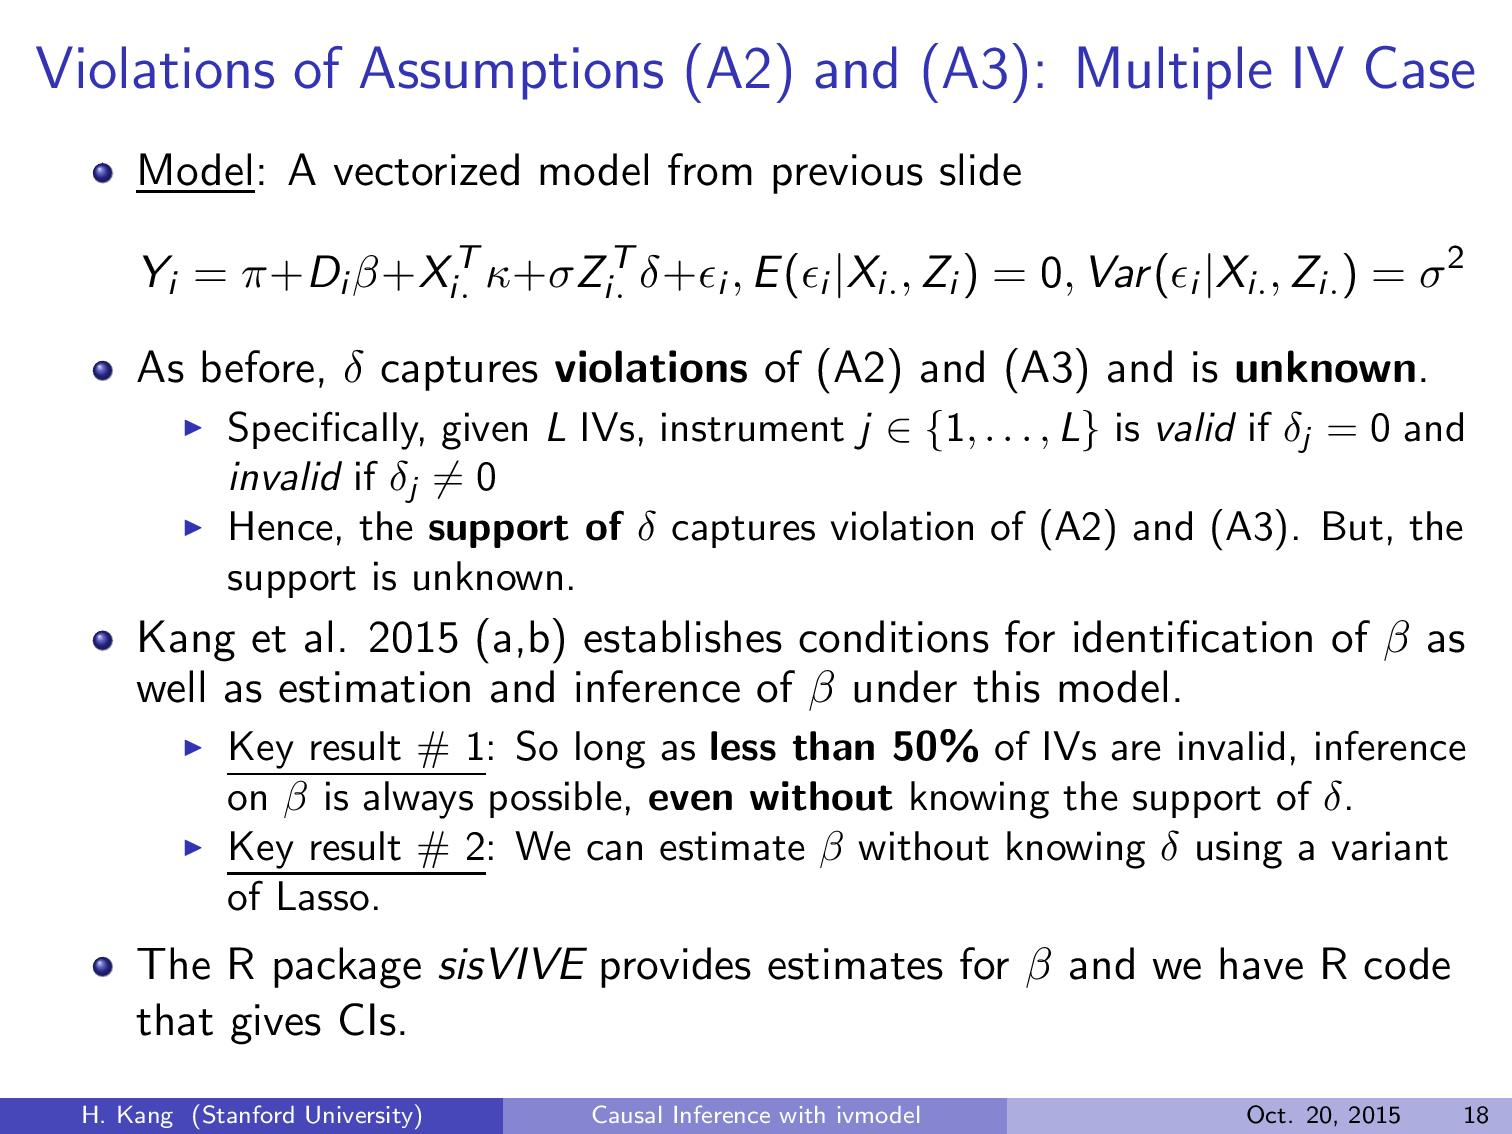 Violations of Assumptions (A2) and (A3): Multiple IV Case
Model: A vectorized model from previous slide
Y_i = π+D_iβ+X_{i.}^Tκ+σZ_{i.}^Tδ+ϵ_i, E(ϵ_i|X_{i.}, Z_i) = 0, Var(ϵ_i|X_{i.}, Z_{i.}) = σ^2
As before, δ captures violations of (A2) and (A3) and is unknown.
Specifically, given L IVs, instrument j ∈ {1, . . . , L} is valid if δ_j = 0 and
invalid if δ_j ≠ 0
Hence, the support of δ captures violation of (A2) and (A3). But, the
support is unknown.
Kang et al. 2015 (a,b) establishes conditions for identification of β as
well as estimation and inference of β under this model.
Key result # 1: So long as less than 50% of IVs are invalid, inference
on β is always possible, even without knowing the support of δ.
Key result # 2: We can estimate β without knowing δ using a variant
of Lasso.
The R package sisVIVE provides estimates for β and we have R code
that gives CIs.
H. Kang (Stanford University) Causal Inference with ivmodel Oct. 20, 2015 18